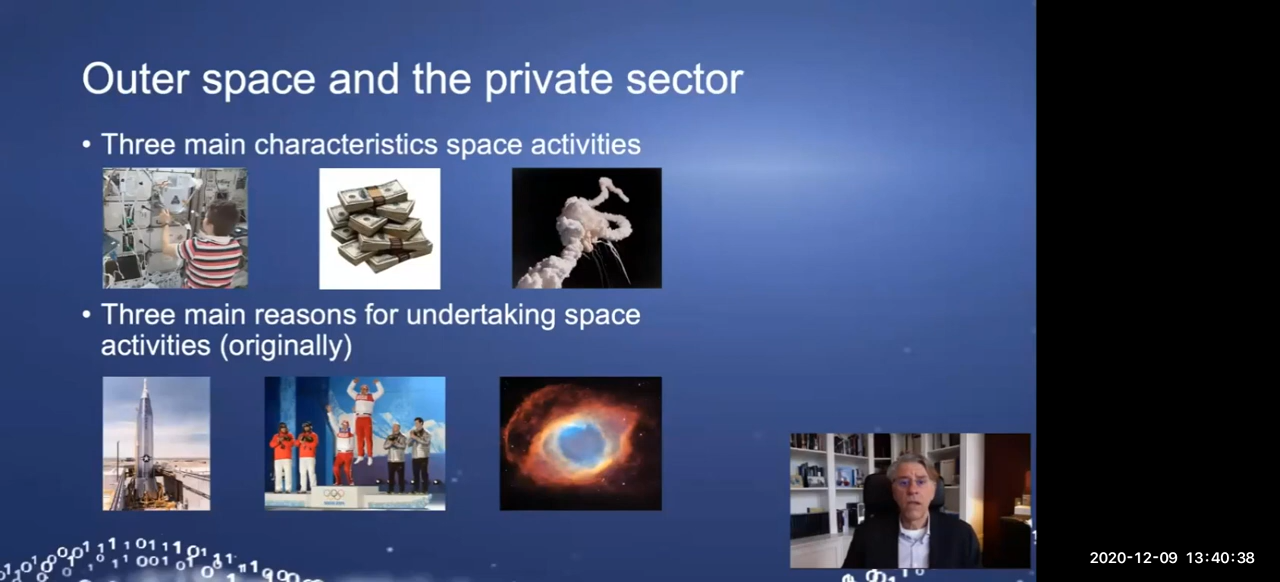 Outer space and the private sector
• Three main characteristics space activities
• Three main reasons for undertaking space
activities (originally)
2020-12-09 13:40:38